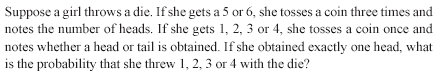 Suppose a girl throws a die. If she gets a 5 or 6, she tosses a coin three times and
notes the number of heads. If she gets 1, 2, 3 or 4, she tosses a coin once and
notes whether a head or tail is obtained. If she obtained exactly one head, what
is the probability that she threw 1, 2, 3 or 4 with the die?